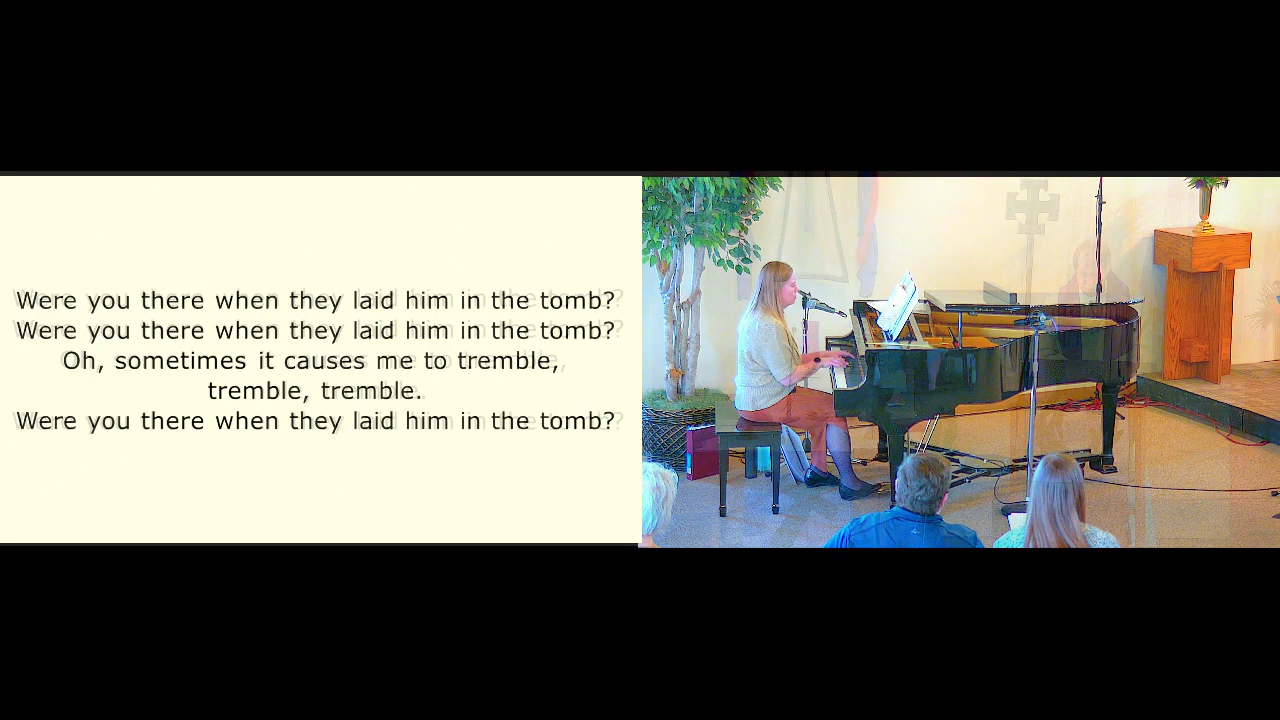 Were you there when they laid him in the tomb?
Were you there when they laid him in the tomb?
Oh, sometimes it causes me to tremble,
tremble, tremble.
Were you there when they laid him in the tomb?